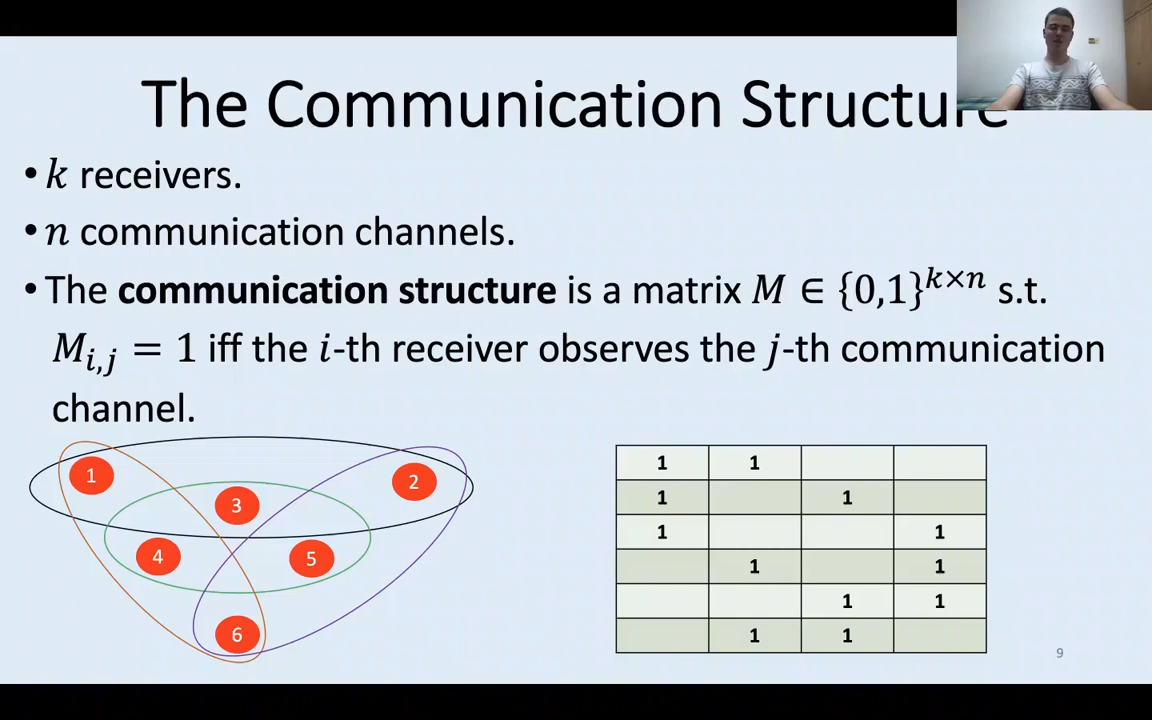 The Communication Structure
• k receivers.
• n communication channels.
• The communication structure is a matrix M ∈ {0,1}^{k×n} s.t.
M_{i,j} = 1 iff the i-th receiver observes the j-th communication
channel.
1
2
3
4
5
6
1 1
1 1
1 1
1 1
1 1
1 1
9